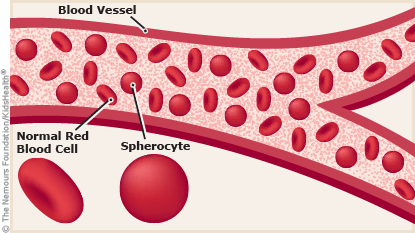 Blood Vessel
Normal Red
Blood Cell
Spherocyte
© The Nemours Foundation/KidsHealth®